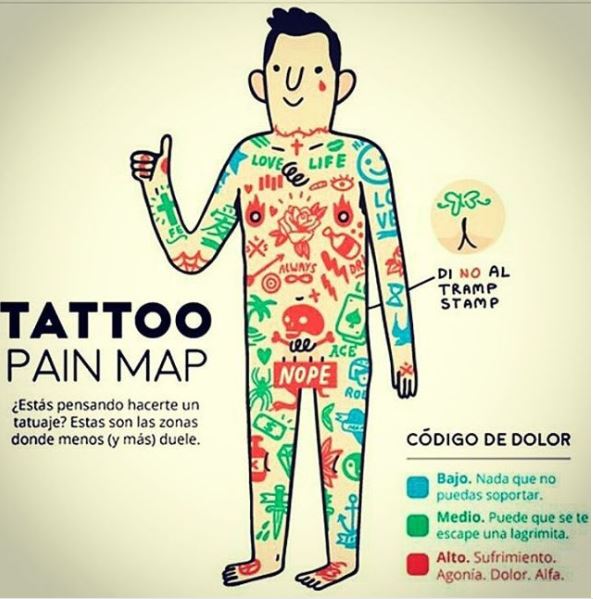 LOVE LIFE
LO
VE
FE
ALWAYS
DI NO AL
TRAMP
STAMP
TATTOO
PAIN MAP
ACE
NOPE
¿Estás pensando hacerte un
tatuaje? Estas son las zonas
donde menos (y más) duele.
CÓDIGO DE DOLOR
Bajo. Nada que no
puedas soportar.
Medio. Puede que se te
escape una lagrimita.
Alto. Sufrimiento.
Agonía. Dolor. Alfa.